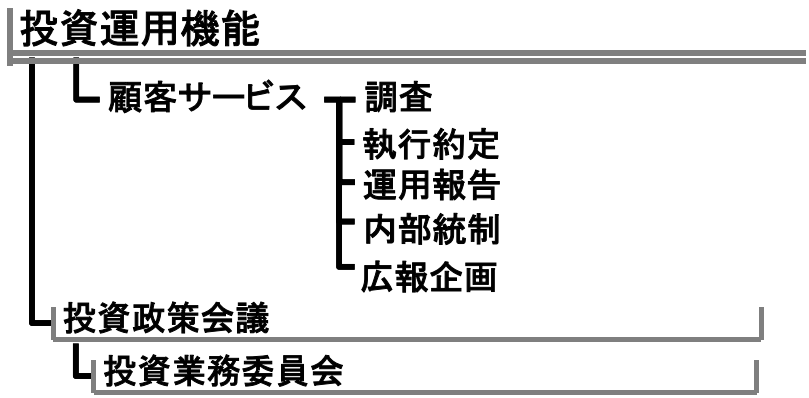 投資運用機能
顧客サービス 調査
執行約定
運用報告
内部統制
広報企画
投資政策会議
投資業務委員会